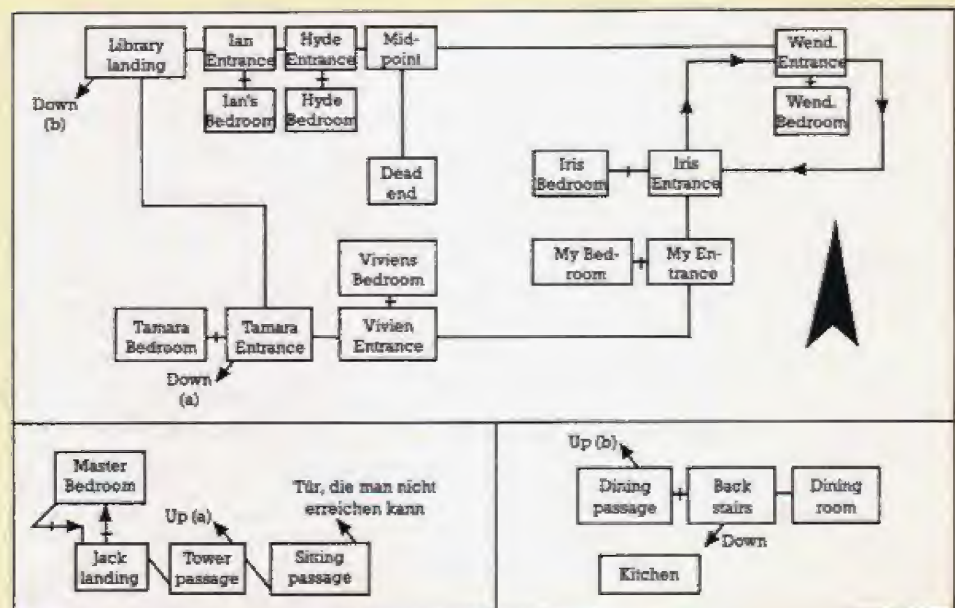 Library
landing
Ian
Entrance
Hyde
Entrance
Mid-
point
Wend.
Entrance
Down
(b)
Ian's
Bedroom
Hyde
Bedroom
Wend.
Bedroom
Dead
end
Iris
Bedroom
Iris
Entrance
Viviens
Bedroom
My Bed-
room
My En-
trance
Tamara
Bedroom
Tamara
Entrance
Vivien
Entrance
Down
(a)
Master
Bedroom
Up (a)
Tür, die man nicht
erreichen kann
Jack
landing
Tower
passage
Sitting
passage
Up (b)
Dining
passage
Back
stairs
Dining
room
Down
Kitchen